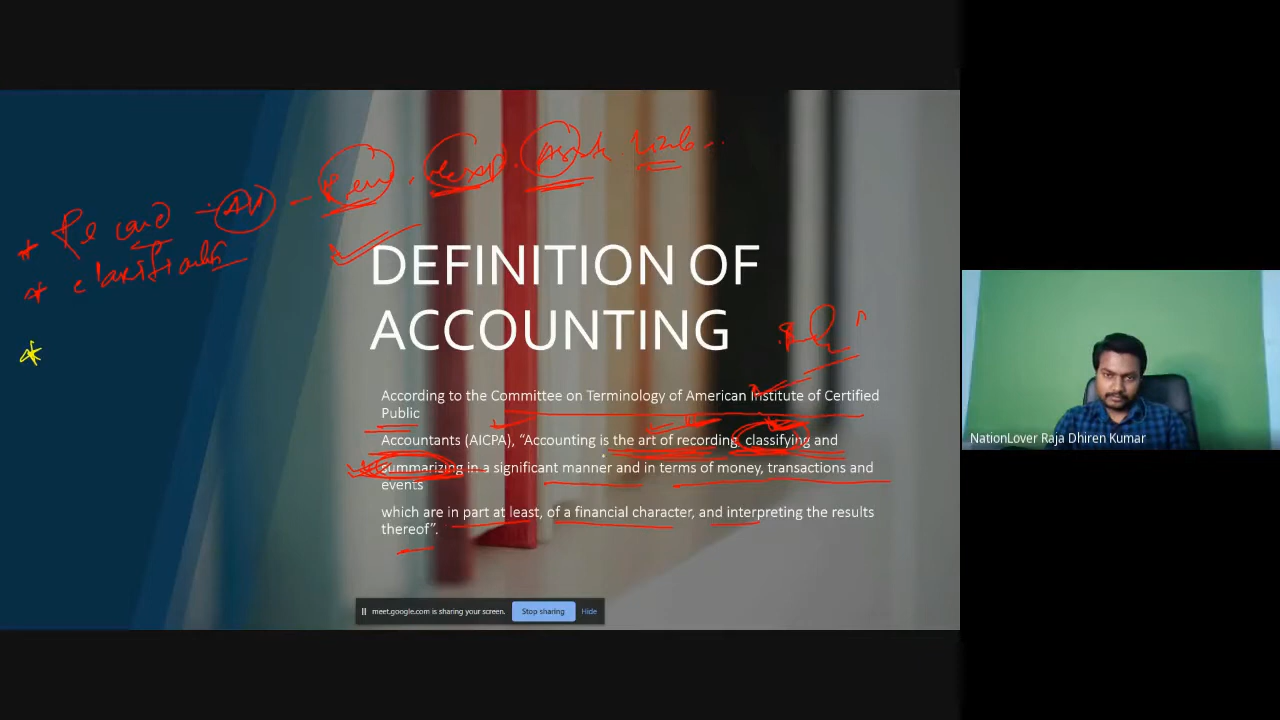 DEFINITION OF
ACCOUNTING
According to the Committee on Terminology of American Institute of Certified
Public
Accountants (AICPA), “Accounting is the art of recording, classifying and
summarizing in a significant manner and in terms of money, transactions and
events
which are in part at least, of a financial character, and interpreting the results
thereof”.
meet.google.com is sharing your screen. Stop sharing Hide
NationLover Raja Dhiren Kumar